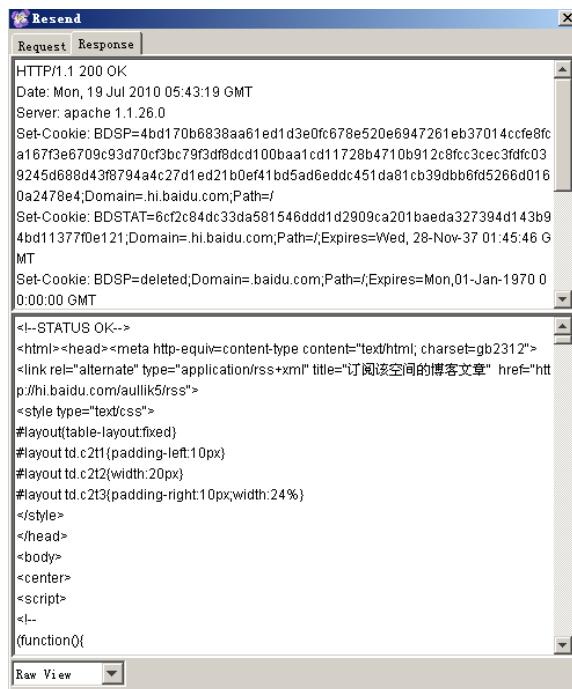 Resend
Request Response
HTTP/1.1 200 OK
Date: Mon, 19 Jul 2010 05:43:19 GMT
Server: apache 1.1.26.0
Set-Cookie: BDSP=4bd170b6838aa61ed1d3e0fc678e520e6947261eb37014ccfe8fc
a167f3e6709c93d70cf3bc79f3df8dcd100baa1cd11728b4710b912c8fcc3cec3fdfc03
9245d688d43f8794a4c27d1ed21b0ef41bd5ad6eddc451da81cb39dbb6fd5266d016
0a2478e4;Domain=.hi.baidu.com;Path=/
Set-Cookie: BDSTAT=6cf2c84dc33da581546ddd1d2909ca201baeda327394d143b9
4bd11377f0e121;Domain=.hi.baidu.com;Path=/;Expires=Wed, 28-Nov-37 01:45:46 G
MT
Set-Cookie: BDSP=deleted;Domain=.baidu.com;Path=/;Expires=Mon,01-Jan-1970 0
0:00:00 GMT
<!--STATUS OK-->
<html><head><meta http-equiv=content-type content="text/html; charset=gb2312">
<link rel="alternate" type="application/rss+xml" title="订阅该空间的博客文章" href="htt
p://hi.baidu.com/aullik5/rss">
<style type="text/css">
#layout{table-layout:fixed}
#layout td.c2t1{padding-left:10px}
#layout td.c2t2{width:20px}
#layout td.c2t3{padding-right:10px;width:24%}
</style>
</head>
<body>
<center>
<script>
<!--
(function(){
Raw View